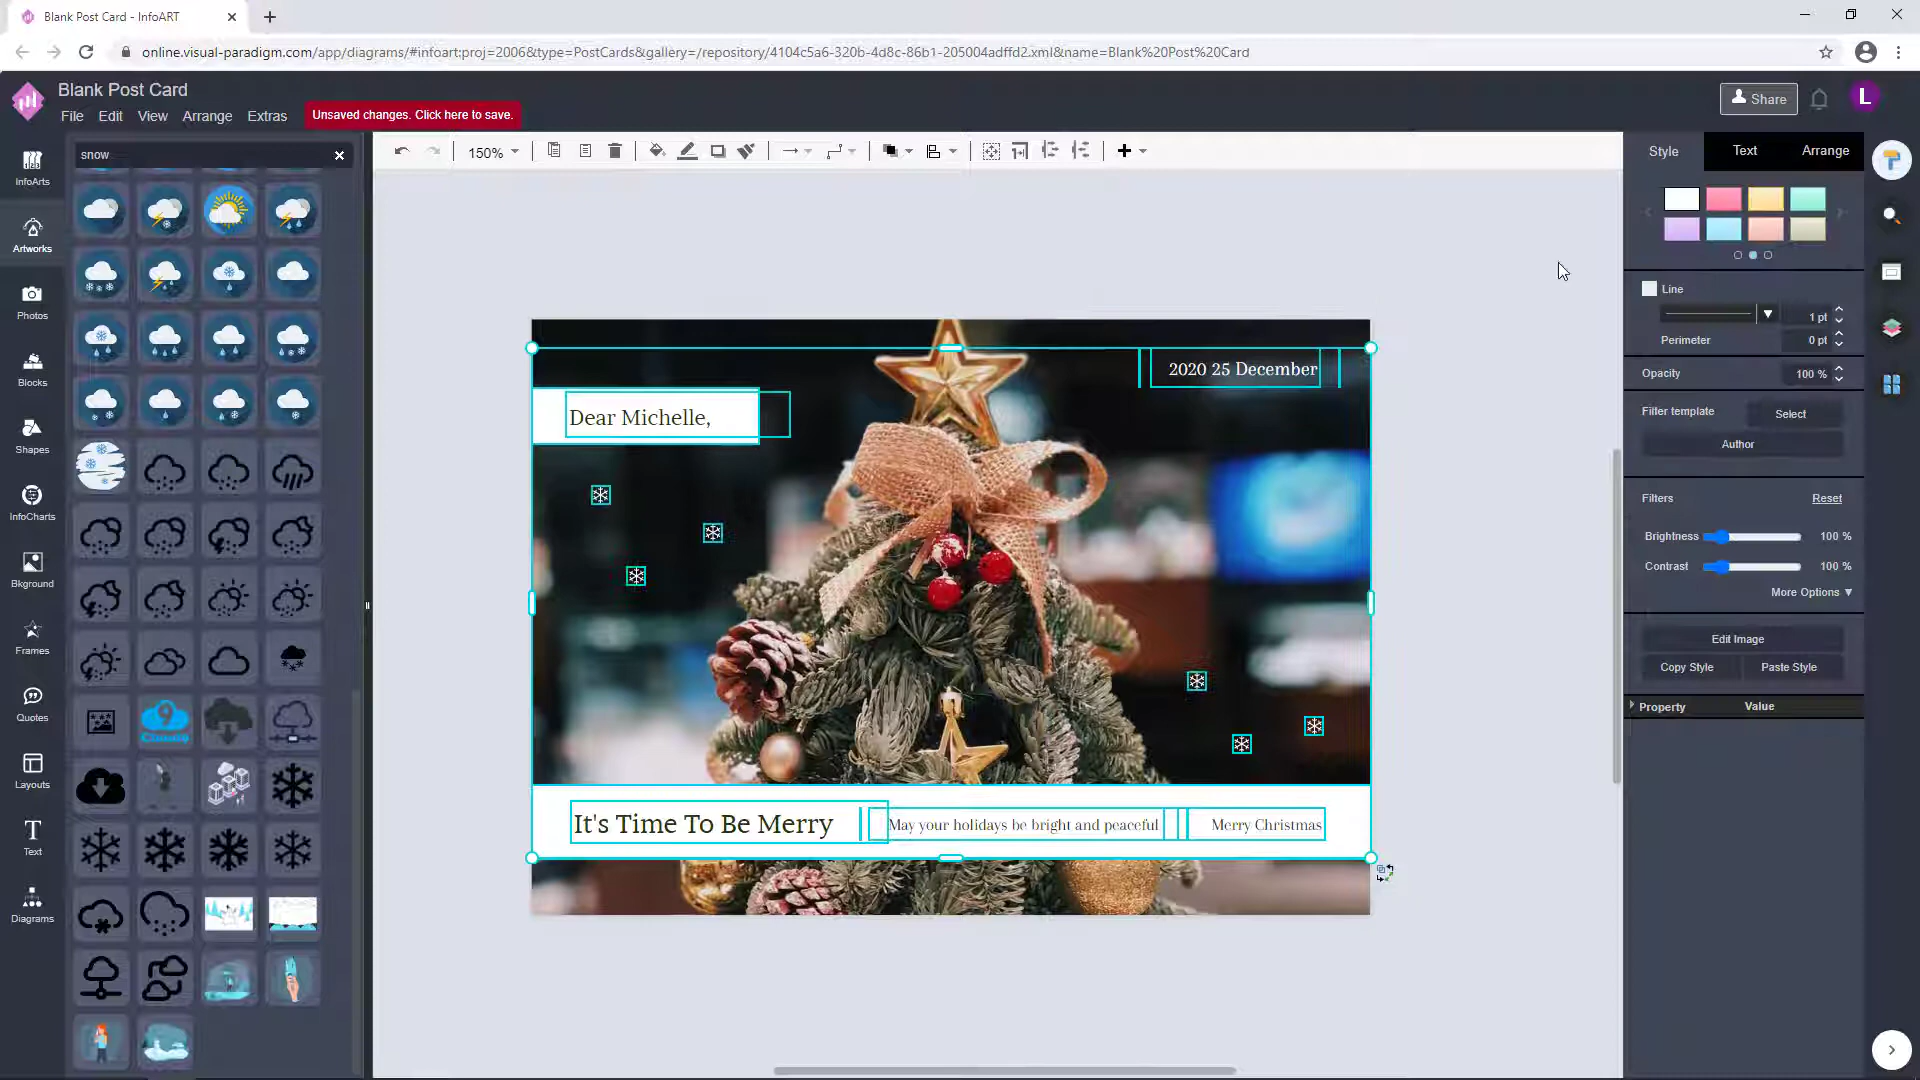 Blank Post Card - InfoART
online.visual-paradigm.com/app/diagrams/#infoart:proj=2006&type=PostCards&gallery=/repository/4104c5a6-320b-4d8c-86b1-205004adffd2.xml&name=Blank%20Post%20Card
Blank Post Card
File Edit View Arrange Extras
Unsaved changes. Click here to save.
Share
L
InfoArts
Artworks
Photos
Blocks
Shapes
InfoCharts
Bkground
Frames
Quotes
Layouts
Text
Diagrams
snow
9
Climate
150%
2020 25 December
Dear Michelle,
It's Time To Be Merry
May your holidays be bright and peaceful
Merry Christmas
Style Text Arrange
Line
1 pt
Perimeter 0 pt
Opacity 100 %
Filter template Select
Author
Filters Reset
Brightness 100 %
Contrast 100 %
More Options ▼
Edit Image
Copy Style Paste Style
Property Value